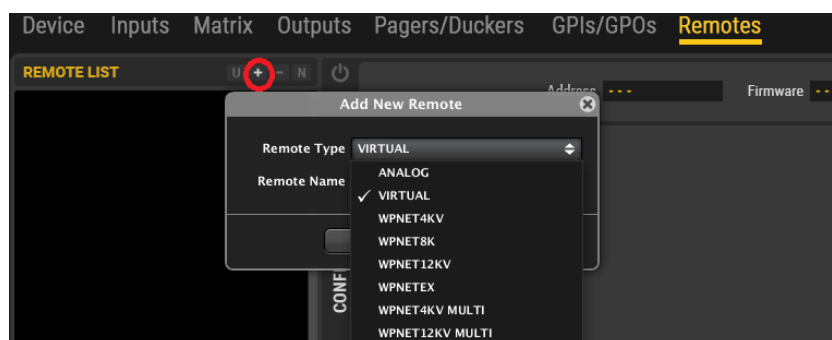 Device Inputs Matrix Outputs Pagers/Duckers GPIs/GPOs Remotes
REMOTE LIST U + - N
Address --- Firmware --
Add New Remote
Remote Type VIRTUAL
Remote Name
ANALOG
✓ VIRTUAL
WPNET4KV
WPNET8K
WPNET12KV
WPNETEX
WPNET4KV MULTI
WPNET12KV MULTI